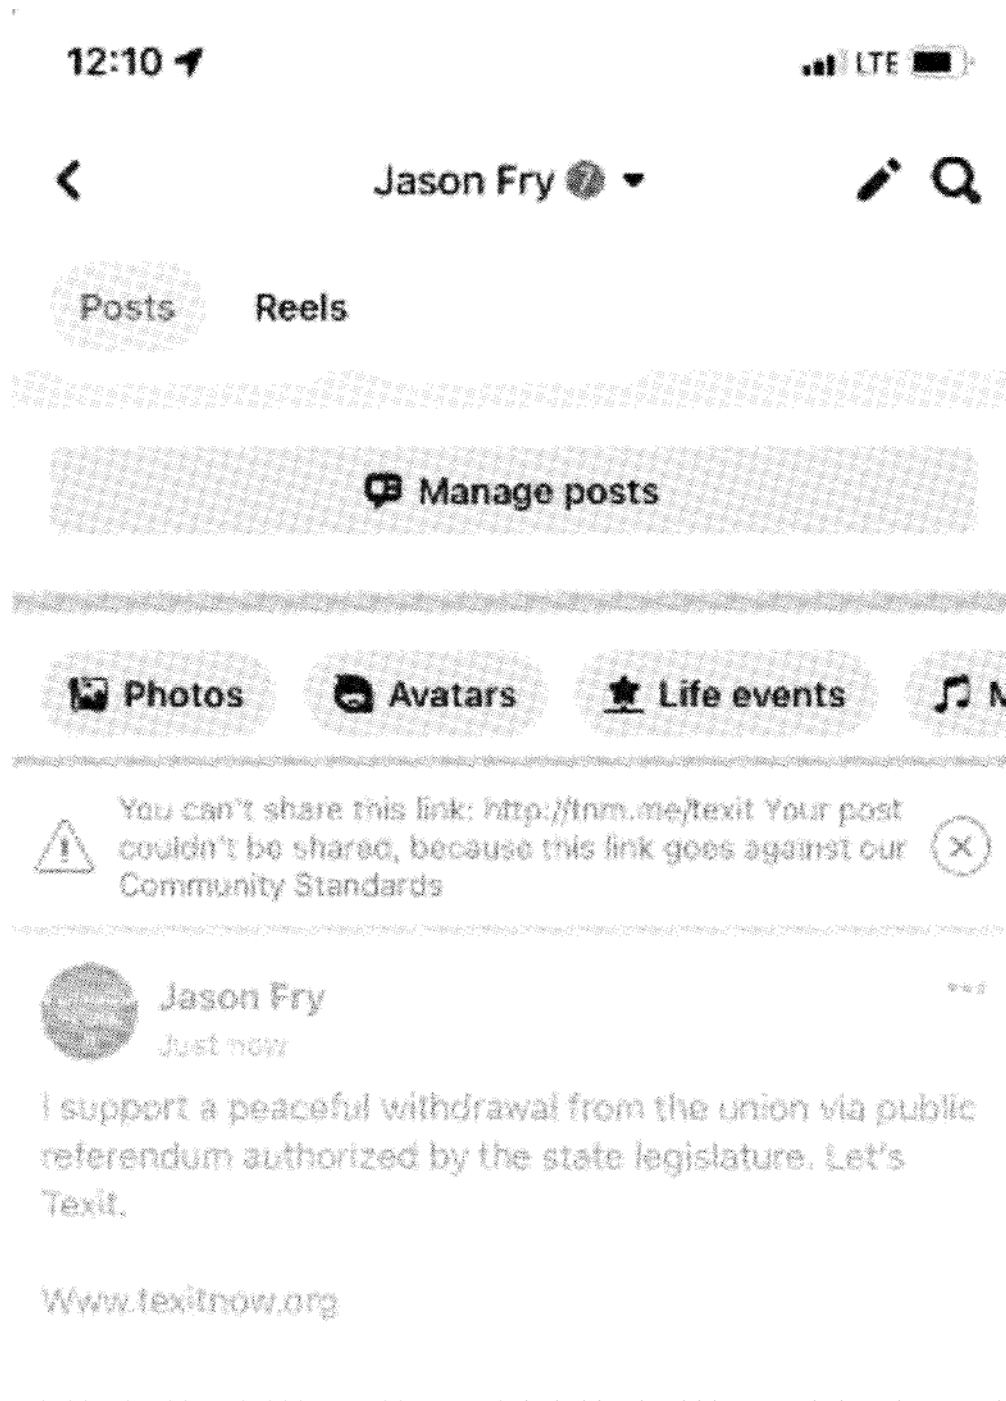 12:10
LTE
Jason Fry 7
Posts Reels
Manage posts
Photos Avatars Life events M
You can't share this link: http://tnm.me/texit Your post
couldn't be shared, because this link goes against our
Community Standards
Jason Fry
Just now
I support a peaceful withdrawal from the union via public
referendum authorized by the state legislature. Let's
Texit.
Www.texitnow.org